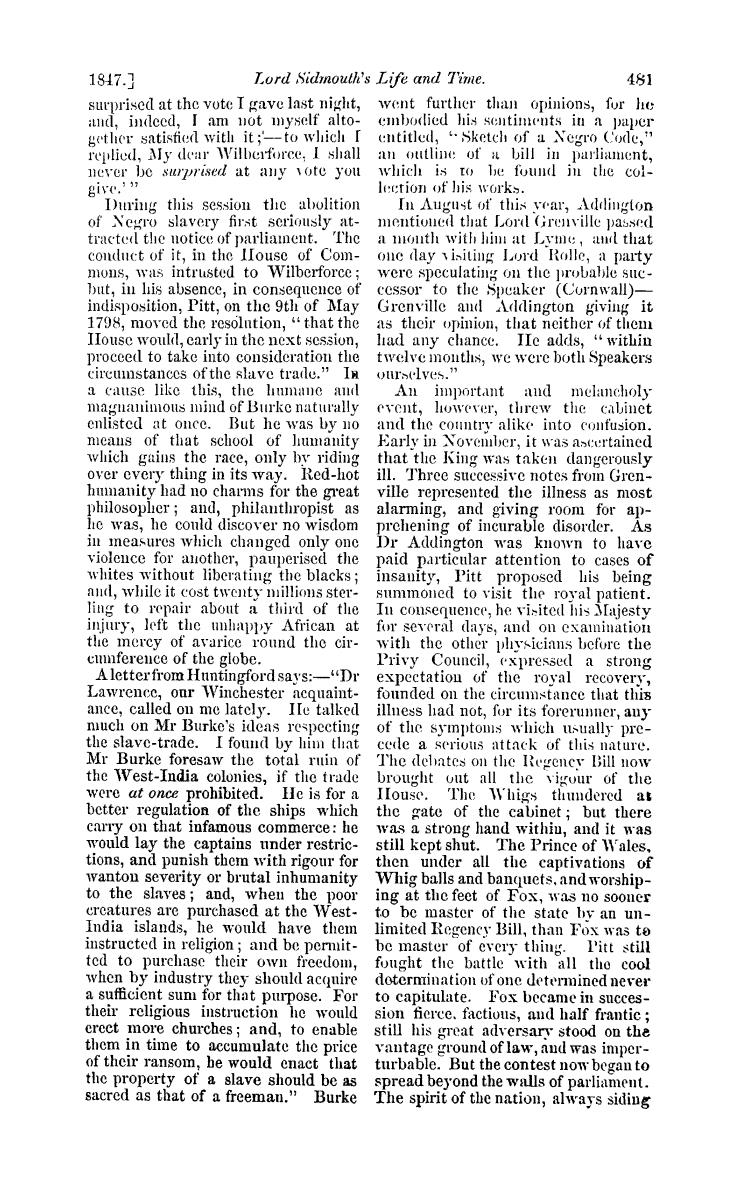 1847.] Lord Sidmouth's Life and Time. 481
surprised at the vote I gave last night,
and, indeed, I am not myself alto-
gether satisfied with it;'—to which I
replied, My dear Wilberforce, I shall
never be surprised at any vote you
give.' "
During this session the abolition
of Negro slavery first seriously at-
tracted the notice of parliament. The
conduct of it, in the House of Com-
mons, was intrusted to Wilberforce;
but, in his absence, in consequence of
indisposition, Pitt, on the 9th of May
1798, moved the resolution, "that the
House would, early in the next session,
proceed to take into consideration the
circumstances of the slave trade." In
a cause like this, the humane and
magnanimous mind of Burke naturally
enlisted at once. But he was by no
means of that school of humanity
which gains the race, only by riding
over every thing in its way. Red-hot
humanity had no charms for the great
philosopher; and, philanthropist as
he was, he could discover no wisdom
in measures which changed only one
violence for another, pauperised the
whites without liberating the blacks;
and, while it cost twenty millions ster-
ling to repair about a third of the
injury, left the unhappy African at
the mercy of avarice round the cir-
cumference of the globe.
A letter from Huntingford says:—"Dr
Lawrence, our Winchester acquaint-
ance, called on me lately. He talked
much on Mr Burke's ideas respecting
the slave-trade. I found by him that
Mr Burke foresaw the total ruin of
the West-India colonies, if the trade
were at once prohibited. He is for a
better regulation of the ships which
carry on that infamous commerce: he
would lay the captains under restric-
tions, and punish them with rigour for
wanton severity or brutal inhumanity
to the slaves; and, when the poor
creatures are purchased at the West-
India islands, he would have them
instructed in religion; and be permit-
ted to purchase their own freedom,
when by industry they should acquire
a sufficient sum for that purpose. For
their religious instruction he would
erect more churches; and, to enable
them in time to accumulate the price
of their ransom, he would enact that
the property of a slave should be as
sacred as that of a freeman." Burke
went further than opinions, for he
embodied his sentiments in a paper
entitled, "Sketch of a Negro Code,"
an outline of a bill in parliament,
which is to be found in the col-
lection of his works.
In August of this year, Addington
mentioned that Lord Grenville passed
a month with him at Lyme, and that
one day visiting Lord Rolle, a party
were speculating on the probable suc-
cessor to the Speaker (Cornwall)—
Grenville and Addington giving it
as their opinion, that neither of them
had any chance. He adds, "within
twelve months, we were both Speakers
ourselves."
An important and melancholy
event, however, threw the cabinet
and the country alike into confusion.
Early in November, it was ascertained
that the King was taken dangerously
ill. Three successive notes from Gren-
ville represented the illness as most
alarming, and giving room for ap-
prehening of incurable disorder. As
Dr Addington was known to have
paid particular attention to cases of
insanity, Pitt proposed his being
summoned to visit the royal patient.
In consequence, he visited his Majesty
for several days, and on examination
with the other physicians before the
Privy Council, expressed a strong
expectation of the royal recovery,
founded on the circumstance that this
illness had not, for its forerunner, any
of the symptoms which usually pre-
cede a serious attack of this nature.
The debates on the Regency Bill now
brought out all the vigour of the
House. The Whigs thundered at
the gate of the cabinet; but there
was a strong hand within, and it was
still kept shut. The Prince of Wales,
then under all the captivations of
Whig balls and banquets, and worship-
ing at the feet of Fox, was no sooner
to be master of the state by an un-
limited Regency Bill, than Fox was to
be master of every thing. Pitt still
fought the battle with all the cool
determination of one determined never
to capitulate. Fox became in succes-
sion fierce, factious, and half frantic;
still his great adversary stood on the
vantage ground of law, and was imper-
turbable. But the contest now began to
spread beyond the walls of parliament.
The spirit of the nation, always siding